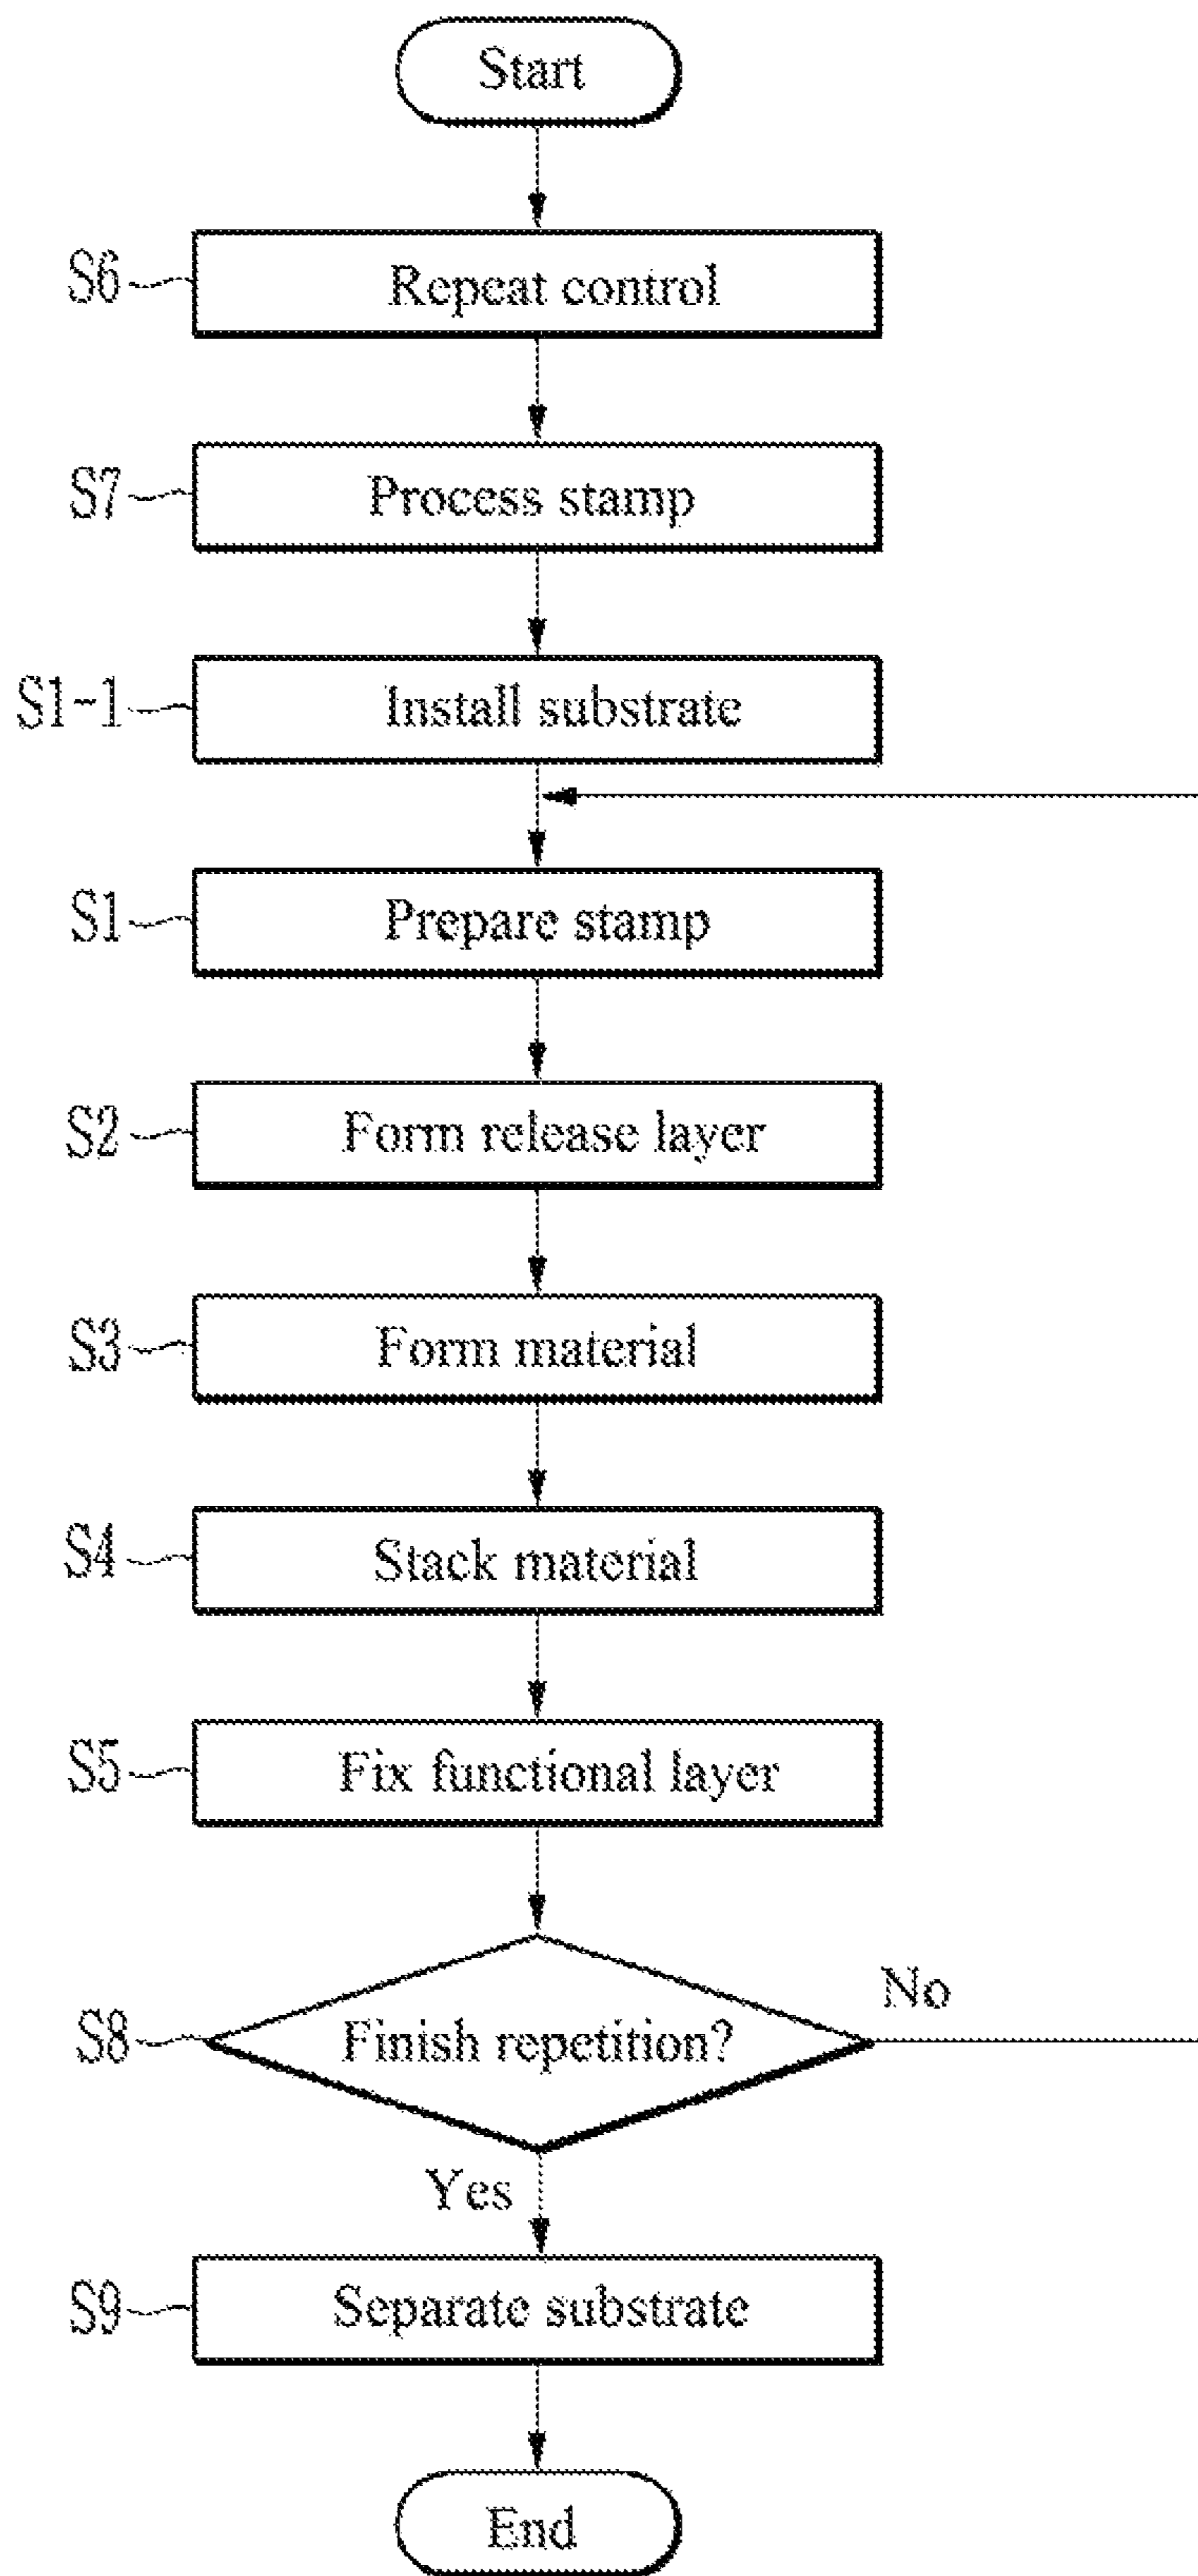 Start
S6 Repeat control
S7 Process stamp
S1-1 Install substrate
S1 Prepare stamp
S2 Form release layer
S3 Form material
S4 Stack material
S5 Fix functional layer
S8 Finish repetition? No
Yes
S9 Separate substrate
End